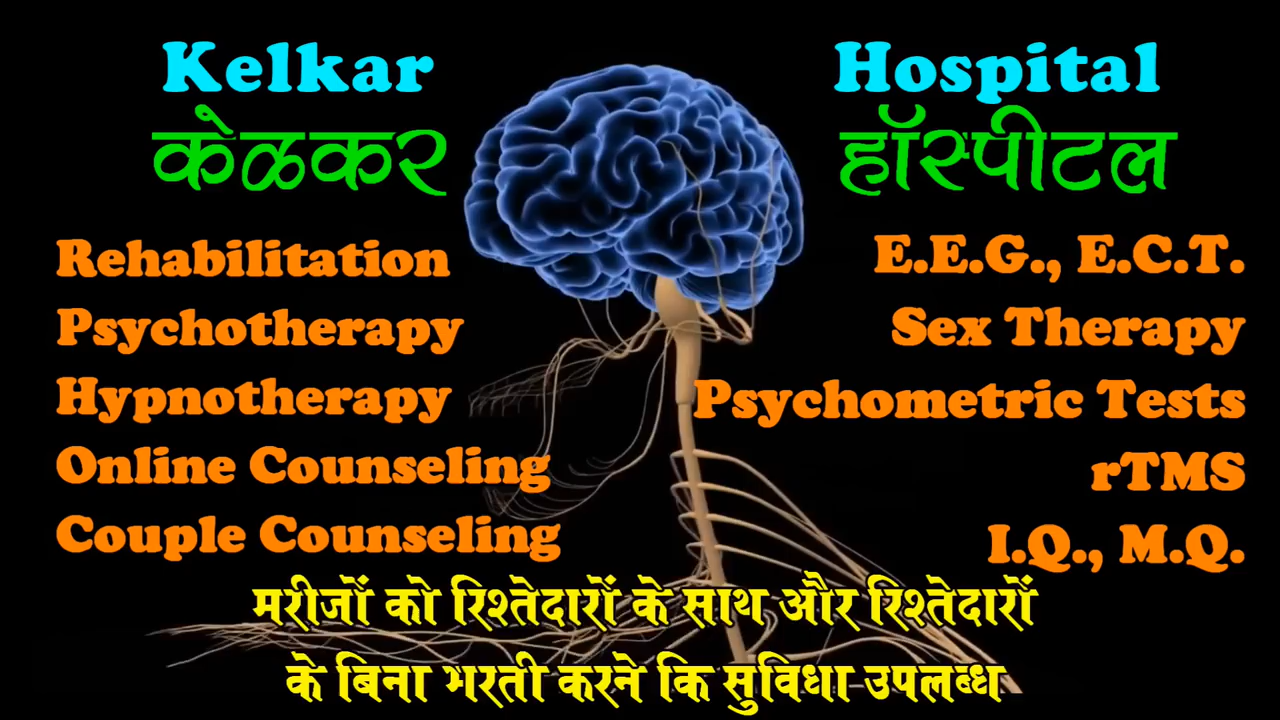 Kelkar Hospital
केळकर हॉस्पीटल
Rehabilitation
Psychotherapy
Hypnotherapy
Online Counseling
Couple Counseling
E.E.G., E.C.T.
Sex Therapy
Psychometric Tests
rTMS
I.Q., M.Q.
मरीजों को रिश्तेदारों के साथ और रिश्तेदारों
के बिना भरती करने कि सुविधा उपलब्ध